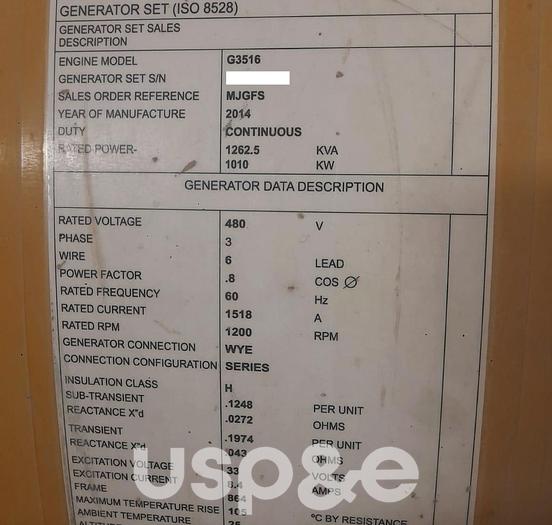 GENERATOR SET (ISO 8528)
GENERATOR SET SALES
DESCRIPTION
ENGINE MODEL G3516
GENERATOR SET S/N
SALES ORDER REFERENCE MJGFS
YEAR OF MANUFACTURE 2014
DUTY CONTINUOUS
RATED POWER 1262.5 KVA
1010 KW
GENERATOR DATA DESCRIPTION
RATED VOLTAGE 480 V
PHASE 3
WIRE 6 LEAD
POWER FACTOR .8 COS Ø
RATED FREQUENCY 60 Hz
RATED CURRENT 1518 A
RATED RPM 1200 RPM
GENERATOR CONNECTION WYE
CONNECTION CONFIGURATION SERIES
INSULATION CLASS H
SUB-TRANSIENT .1248 PER UNIT
REACTANCE X"d .0272 OHMS
TRANSIENT .1974 PER UNIT
REACTANCE X'd .043 OHMS
EXCITATION VOLTAGE 33 VOLTS
EXCITATION CURRENT AMPS
FRAME
MAXIMUM TEMPERATURE RISE 105 ºC BY RESISTANCE
AMBIENT TEMPERATURE
usp&e